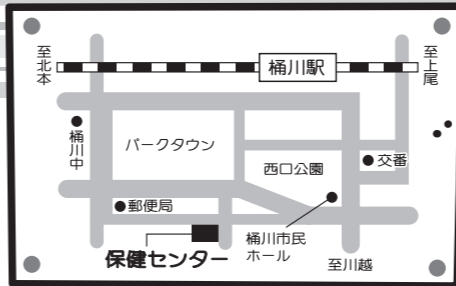 至北本
桶川駅
至上尾
桶川中
パークタウン
西口公園
交番
郵便局
保健センター
桶川市民
ホール
至川越